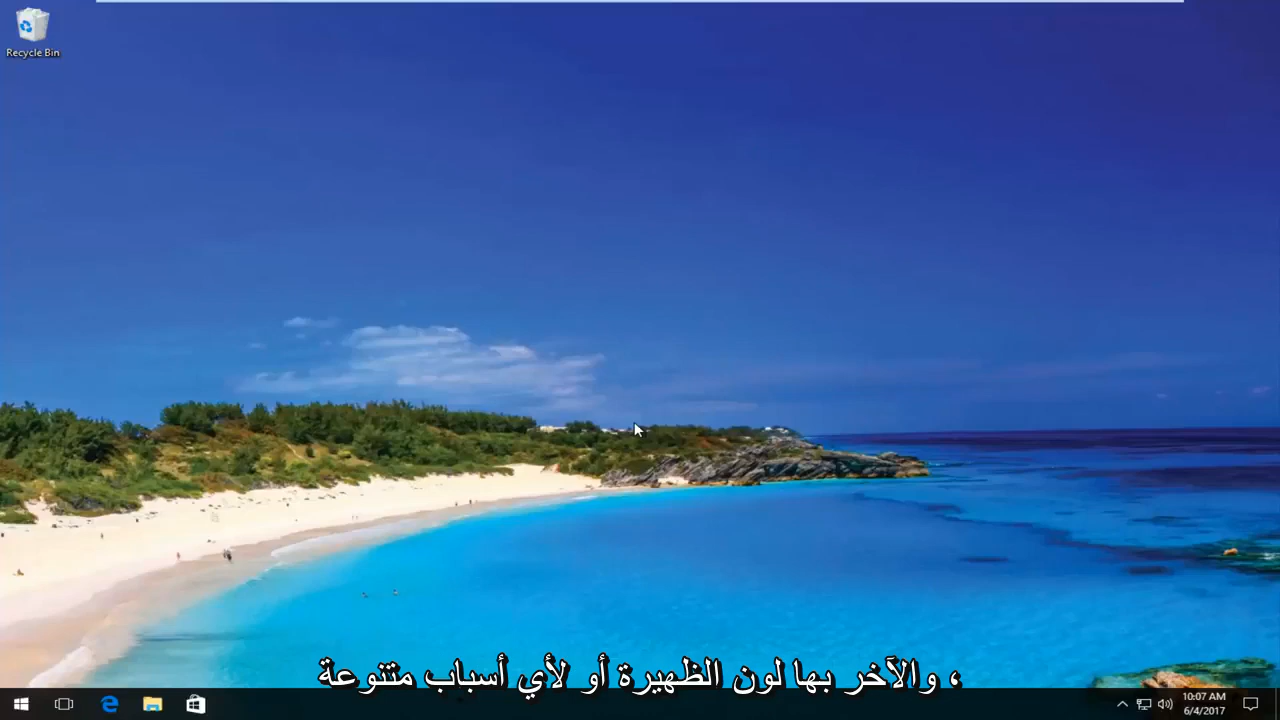 Recycle Bin
، والآخر بها لون الظهيرة أو لأي أسباب متنوعة
10:07 AM
6/4/2017